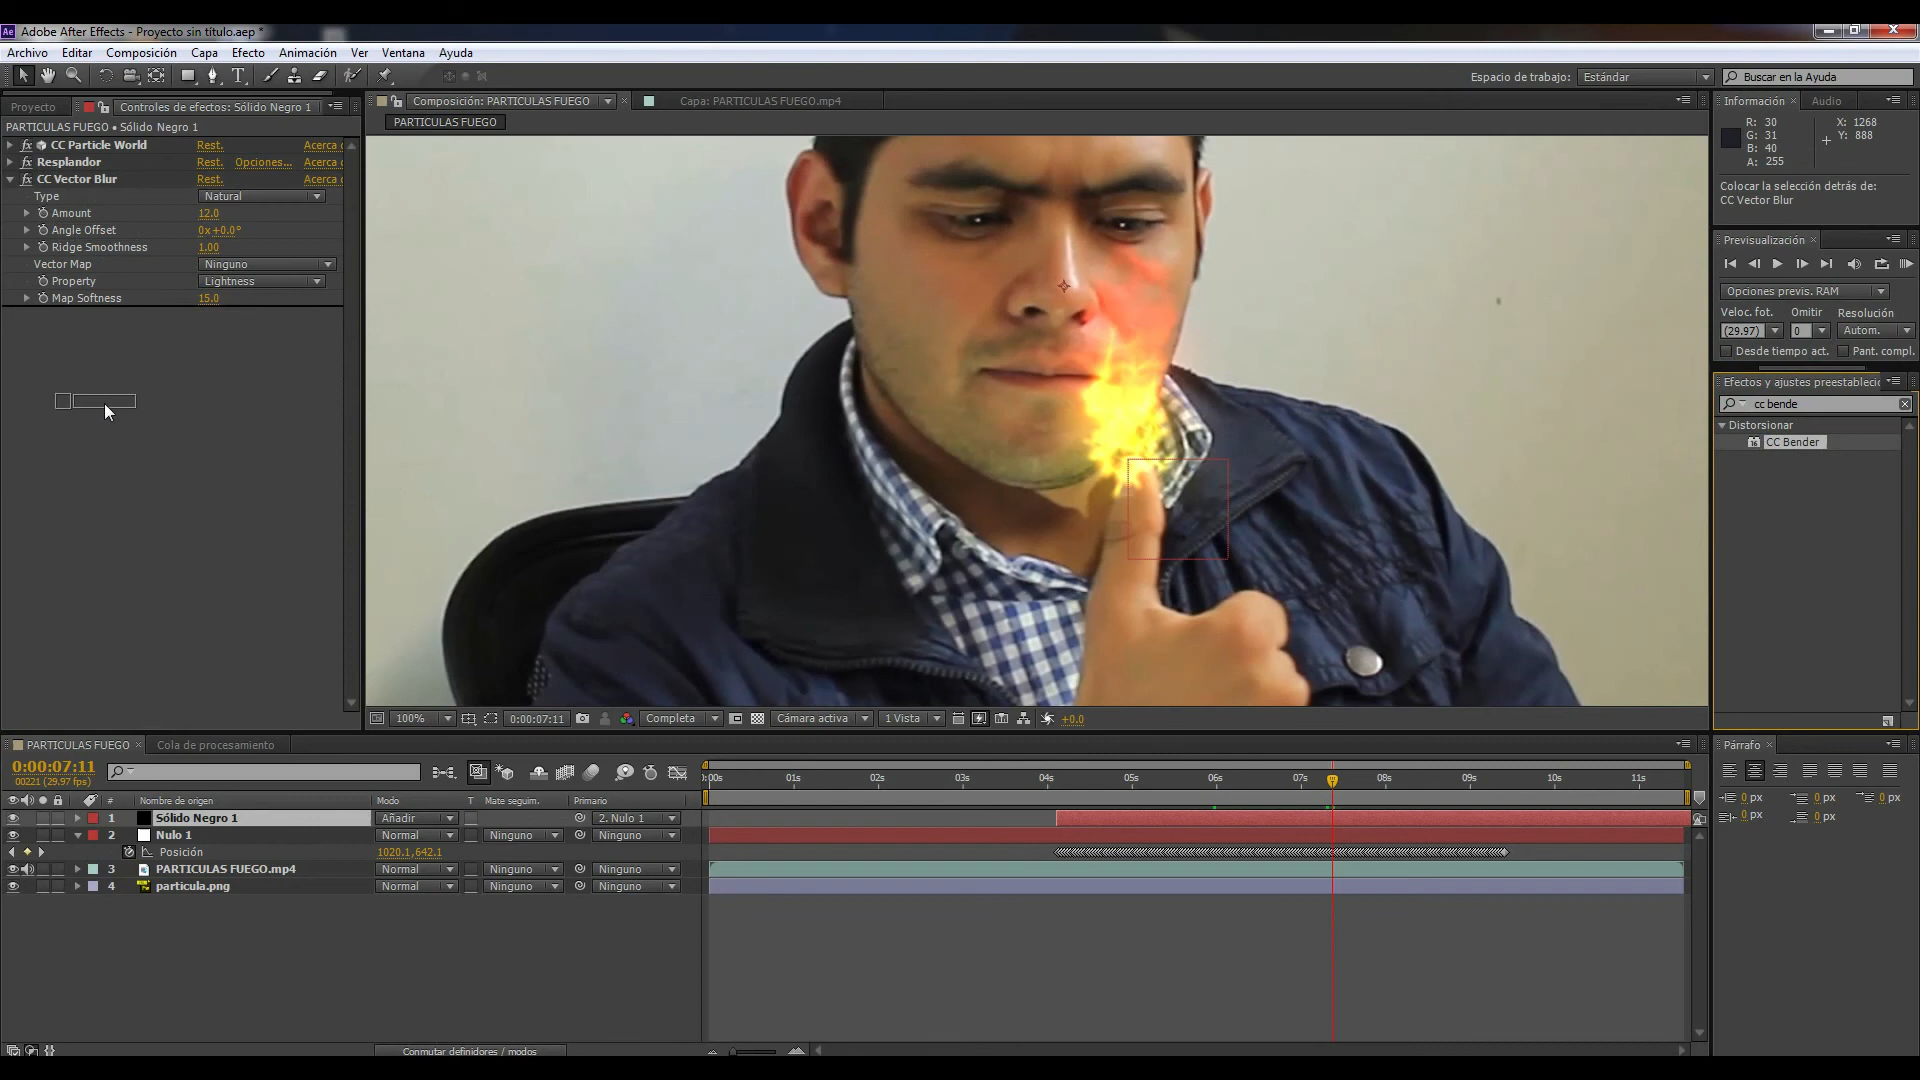 Adobe After Effects - Proyecto sin título.aep *
Archivo Editar Composición Capa Efecto Animación Ver Ventana Ayuda
Espacio de trabajo: Estándar Buscar en la Ayuda
Proyecto Controles de efectos: Sólido Negro 1
PARTICULAS FUEGO • Sólido Negro 1
fx CC Particle World Rest. Acerca
fx Resplandor Rest. Opciones... Acerca
fx CC Vector Blur Rest. Acerca
Type Natural
Amount 12.0
Angle Offset 0x+0.0°
Ridge Smoothness 1.00
Vector Map Ninguno
Property Lightness
Map Softness 15.0
Composición: PARTICULAS FUEGO Capa: PARTICULAS FUEGO.mp4
PARTICULAS FUEGO
100% 0:00:07:11 Completa Cámara activa 1 Vista +0.0
Información Audio
R: 30 X: 1268
G: 31 Y: 888
B: 40
A: 255
Colocar la selección detrás de:
CC Vector Blur
Previsualización
Opciones previs. RAM
Veloc. fot. Omitir Resolución
(29.97) 0 Autom.
Desde tiempo act. Pant. compl.
Efectos y ajustes preestableci
cc bende
Distorsionar
CC Bender
PARTICULAS FUEGO Cola de procesamiento
0:00:07:11
00221 (29.97 fps)
:00s 01s 02s 03s 04s 05s 06s 07s 08s 09s 10s 11s
# Nombre de origen Modo T Mate seguim. Primario
1 Sólido Negro 1 Añadir 2. Nulo 1
2 Nulo 1 Normal Ninguno Ninguno
Posición 1020.1,642.1
3 PARTICULAS FUEGO.mp4 Normal Ninguno Ninguno
4 particula.png Normal Ninguno Ninguno
Conmutar definidores / modos
Párrafo
0 px 0 px 0 px
0 px 0 px